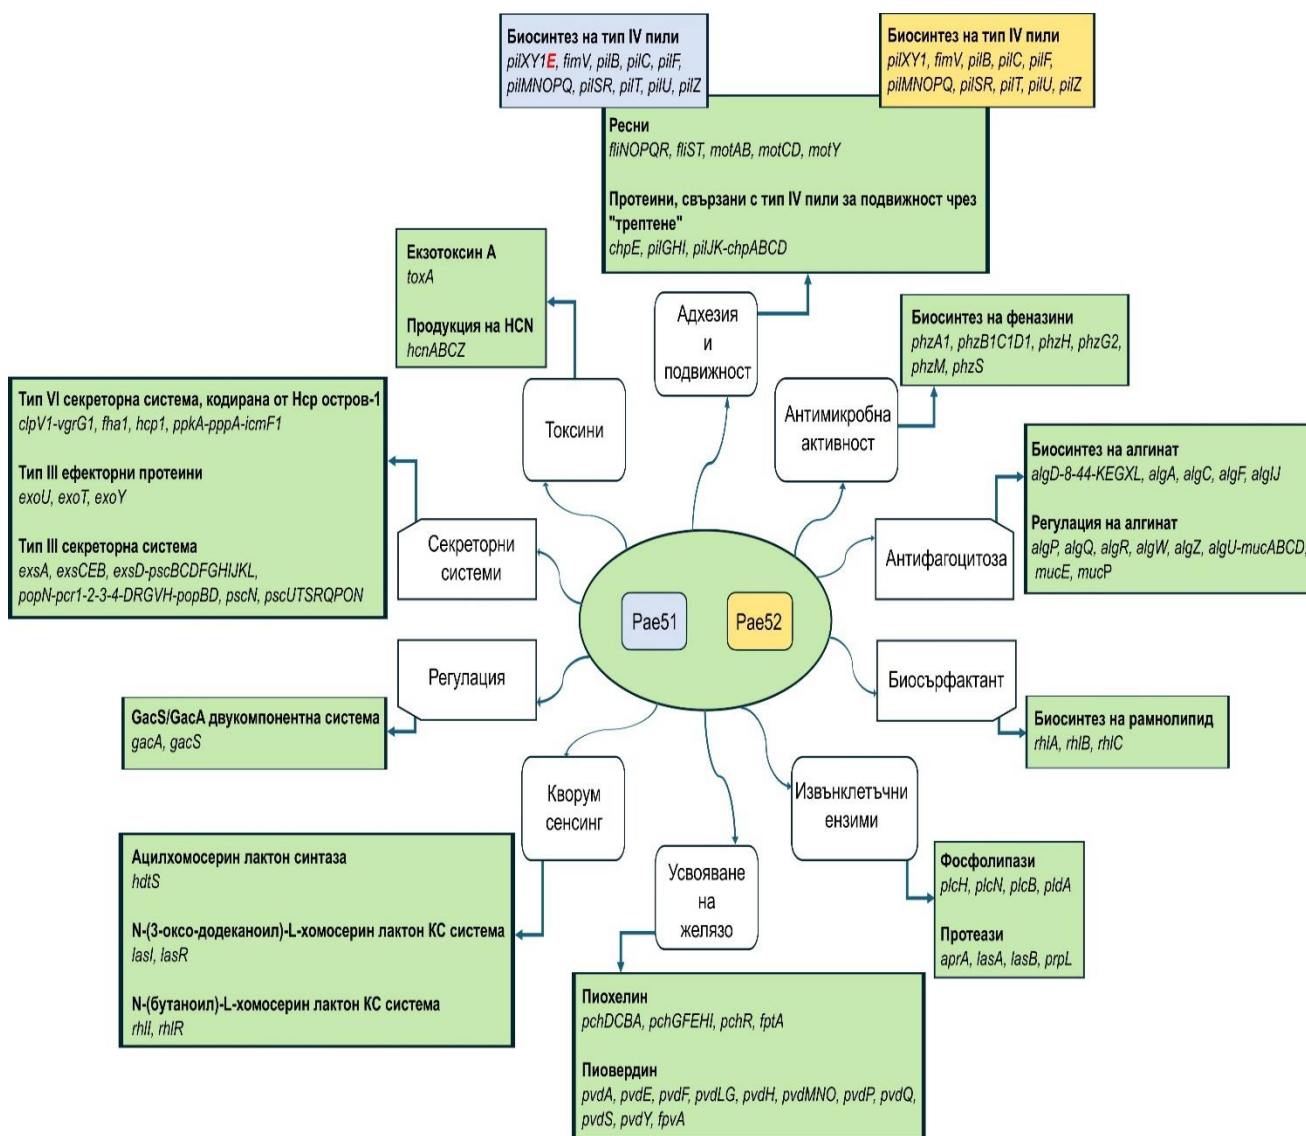 Биосинтез на тип IV пили
pilXY1E, fimV, pilB, pilC, pilF,
pilMNOPQ, pilSR, pilT, pilU, pilZ
Биосинтез на тип IV пили
pilXY1, fimV, pilB, pilC, pilF,
pilMNOPQ, pilSR, pilT, pilU, pilZ
Ресни
fliNOPQR, fliST, motAB, motCD, motY
Протеини, свързани с тип IV пили за подвижност чрез
"трептене"
chpE, pilGHI, pilJK-chpABCD
Екзотоксин А
toxA
Продукция на HCN
hcnABCZ
Адхезия
и
подвижност
Биосинтез на феназини
phzA1, phzB1C1D1, phzH, phzG2,
phzM, phzS
Токсини
Антимикробна
активност
Тип VI секреторна система, кодирана от Hcp остров-1
clpV1-vgrG1, fha1, hcp1, ppkA-pppA-icmF1
Тип III ефекторни протеини
exoU, exoT, exoY
Тип III секреторна система
exsA, exsCEB, exsD-pscBCDFGHIJKL,
popN-pcr1-2-3-4-DRGVH-popBD, pscN, pscUTSRQPON
Секреторни
системи
Антифагоцитоза
Биосинтез на алгинат
algD-8-44-KEGXL, algA, algC, algF, algIJ
Регулация на алгинат
algP, algQ, algR, algW, algZ, algU-mucABCD,
mucE, mucP
Pae51
Pae52
Регулация
Биосърфактант
GacS/GacA двукомпонентна система
gacA, gacS
Биосинтез на рамнолипид
rhlA, rhlB, rhlC
Кворум
сенсинг
Извънклетъчни
ензими
Усвояване
на
желязо
Ацилхомосерин лактон синтаза
hdtS
N-(3-оксо-додеканоил)-L-хомосерин лактон КС система
lasI, lasR
N-(бутаноил)-L-хомосерин лактон КС система
rhlI, rhlR
Фосфолипази
plcH, plcN, plcB, pldA
Протеази
aprA, lasA, lasB, prpL
Пиохелин
pchDCBA, pchGFEHI, pchR, fptA
Пиовердин
pvdA, pvdE, pvdF, pvdLG, pvdH, pvdMNO, pvdP, pvdQ,
pvdS, pvdY, fpvA